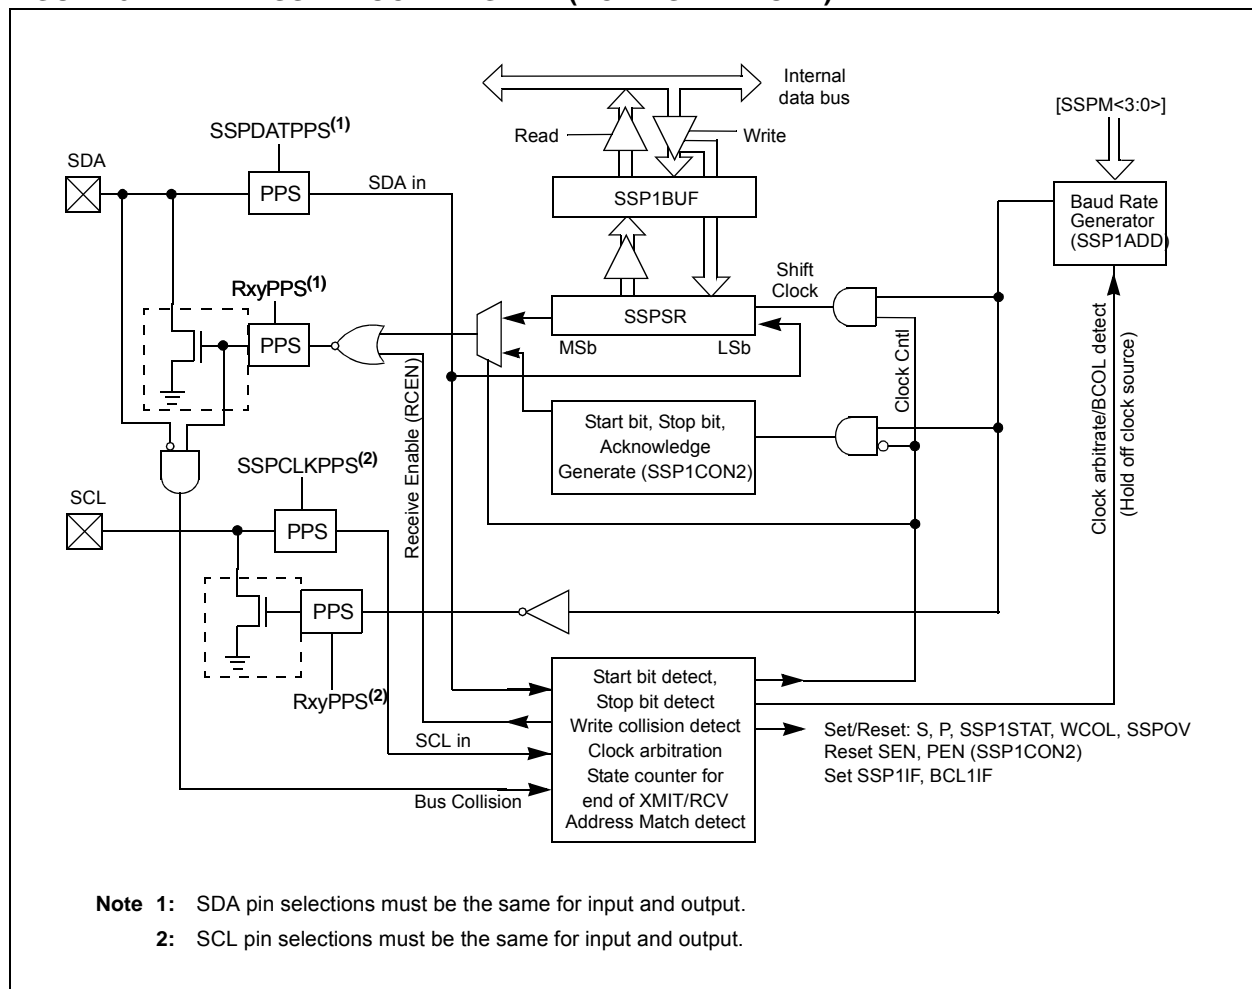 Internal
data bus
[SSPM<3:0>]
Read
Write
SSPDATPPS(1)
SDA
PPS
SDA in
SSP1BUF
Baud Rate
Generator
(SSP1ADD)
RxyPPS(1)
Shift
Clock
PPS
SSPSR
MSb
LSb
Clock Cntl
Receive Enable (RCEN)
Clock arbitrate/BCOL detect
(Hold off clock source)
Start bit, Stop bit,
Acknowledge
Generate (SSP1CON2)
SSPCLKPPS(2)
SCL
PPS
PPS
RxyPPS(2)
SCL in
Bus Collision
Start bit detect,
Stop bit detect
Write collision detect
Clock arbitration
State counter for
end of XMIT/RCV
Address Match detect
Set/Reset: S, P, SSP1STAT, WCOL, SSPOV
Reset SEN, PEN (SSP1CON2)
Set SSP1IF, BCL1IF
Note 1: SDA pin selections must be the same for input and output.
2: SCL pin selections must be the same for input and output.